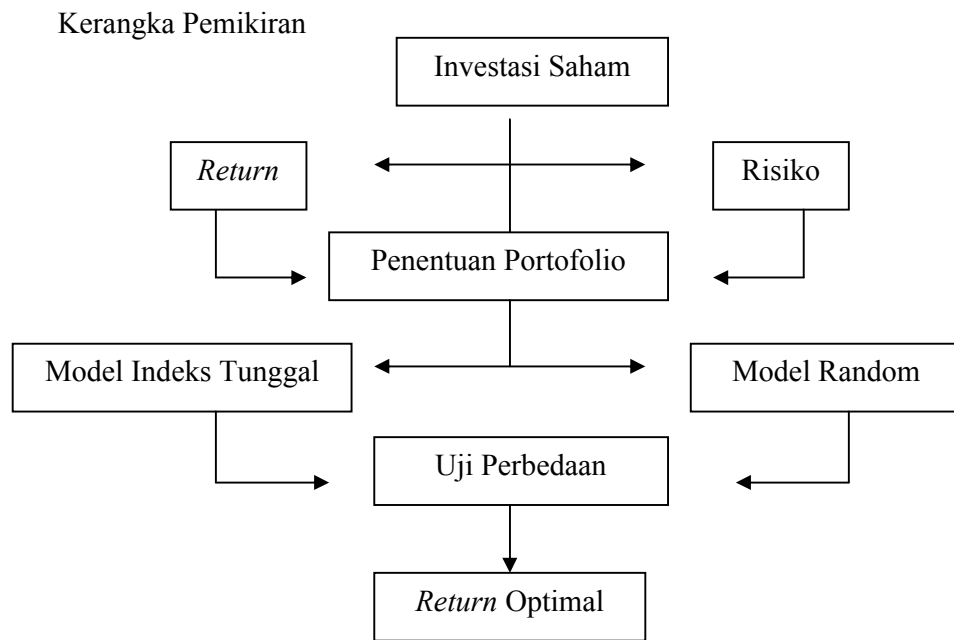 Kerangka Pemikiran
Investasi Saham
Return
Risiko
Penentuan Portofolio
Model Indeks Tunggal
Model Random
Uji Perbedaan
Return Optimal